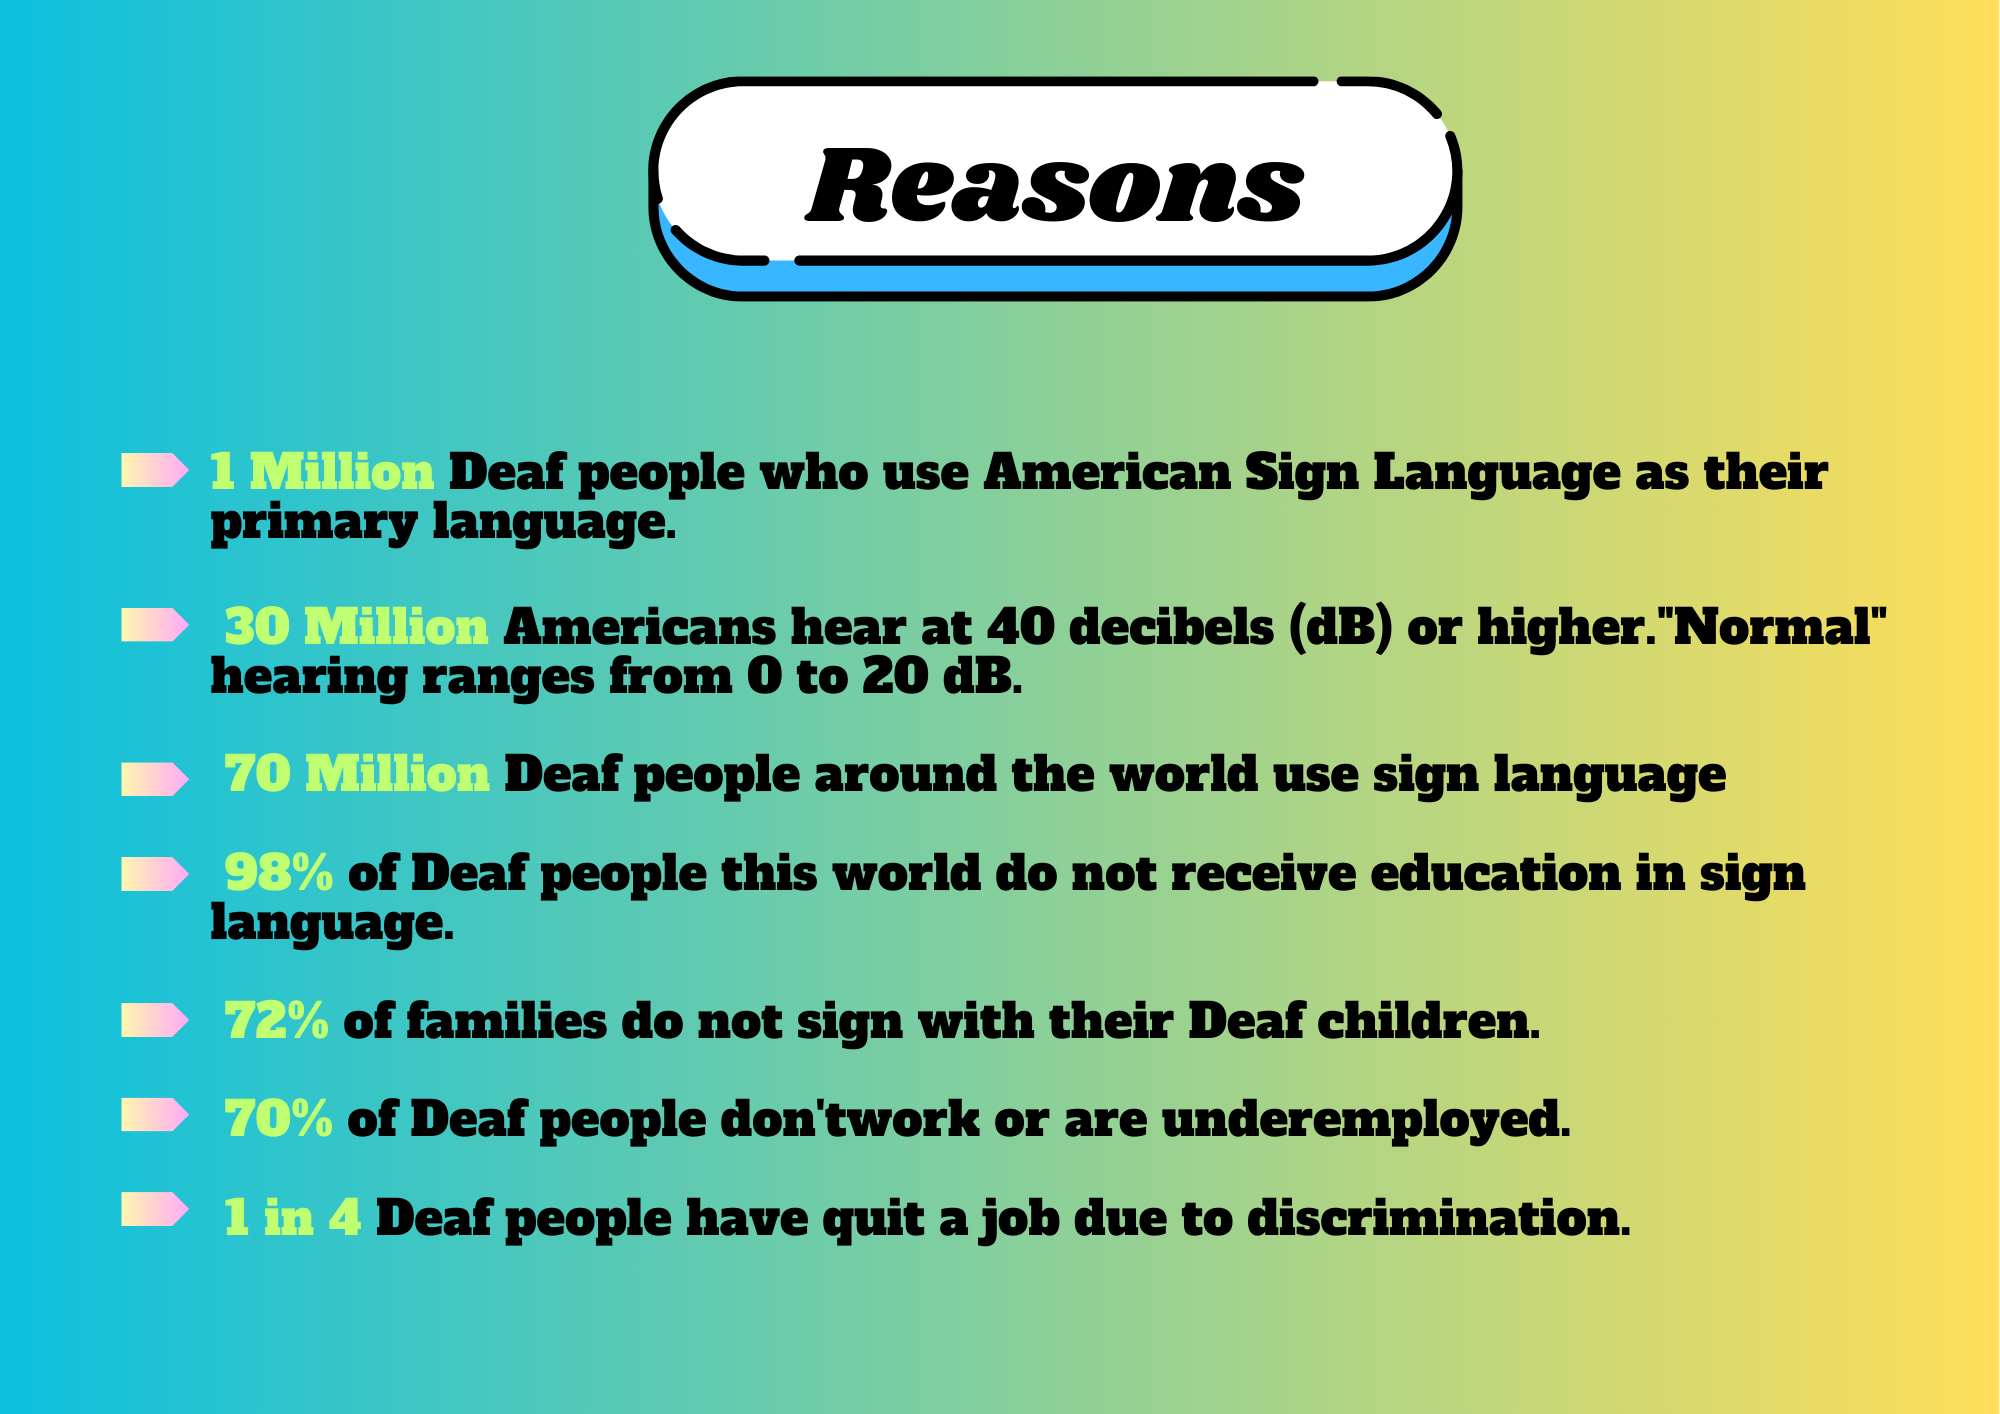 Reasons
1 Million Deaf people who use American Sign Language as their
primary language.
30 Million Americans hear at 40 decibels (dB) or higher."Normal"
hearing ranges from 0 to 20 dB.
70 Million Deaf people around the world use sign language
98% of Deaf people this world do not receive education in sign
language.
72% of families do not sign with their Deaf children.
70% of Deaf people don'twork or are underemployed.
1 in 4 Deaf people have quit a job due to discrimination.